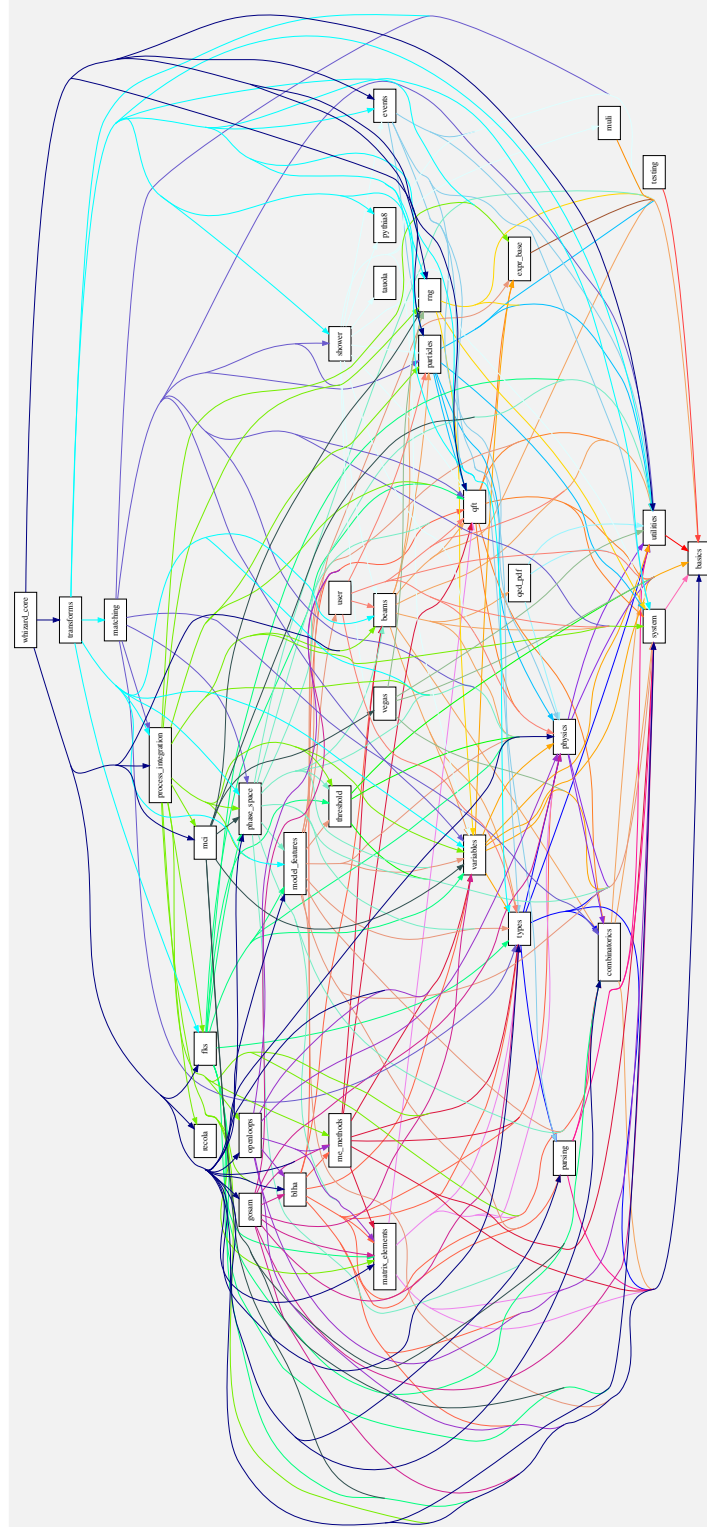 whizard_core
transforms
matching
process_integration
mci
fks
recola
phase_space
openloops
gosam
model_features
blha
shower
user
threshold
me_methods
events
pythia8
tauola
beams
vegas
matrix_elements
rng
particles
qft
variables
expr_base
qed_pdf
types
physics
parsing
muli
combinatorics
testing
utilities
system
basics